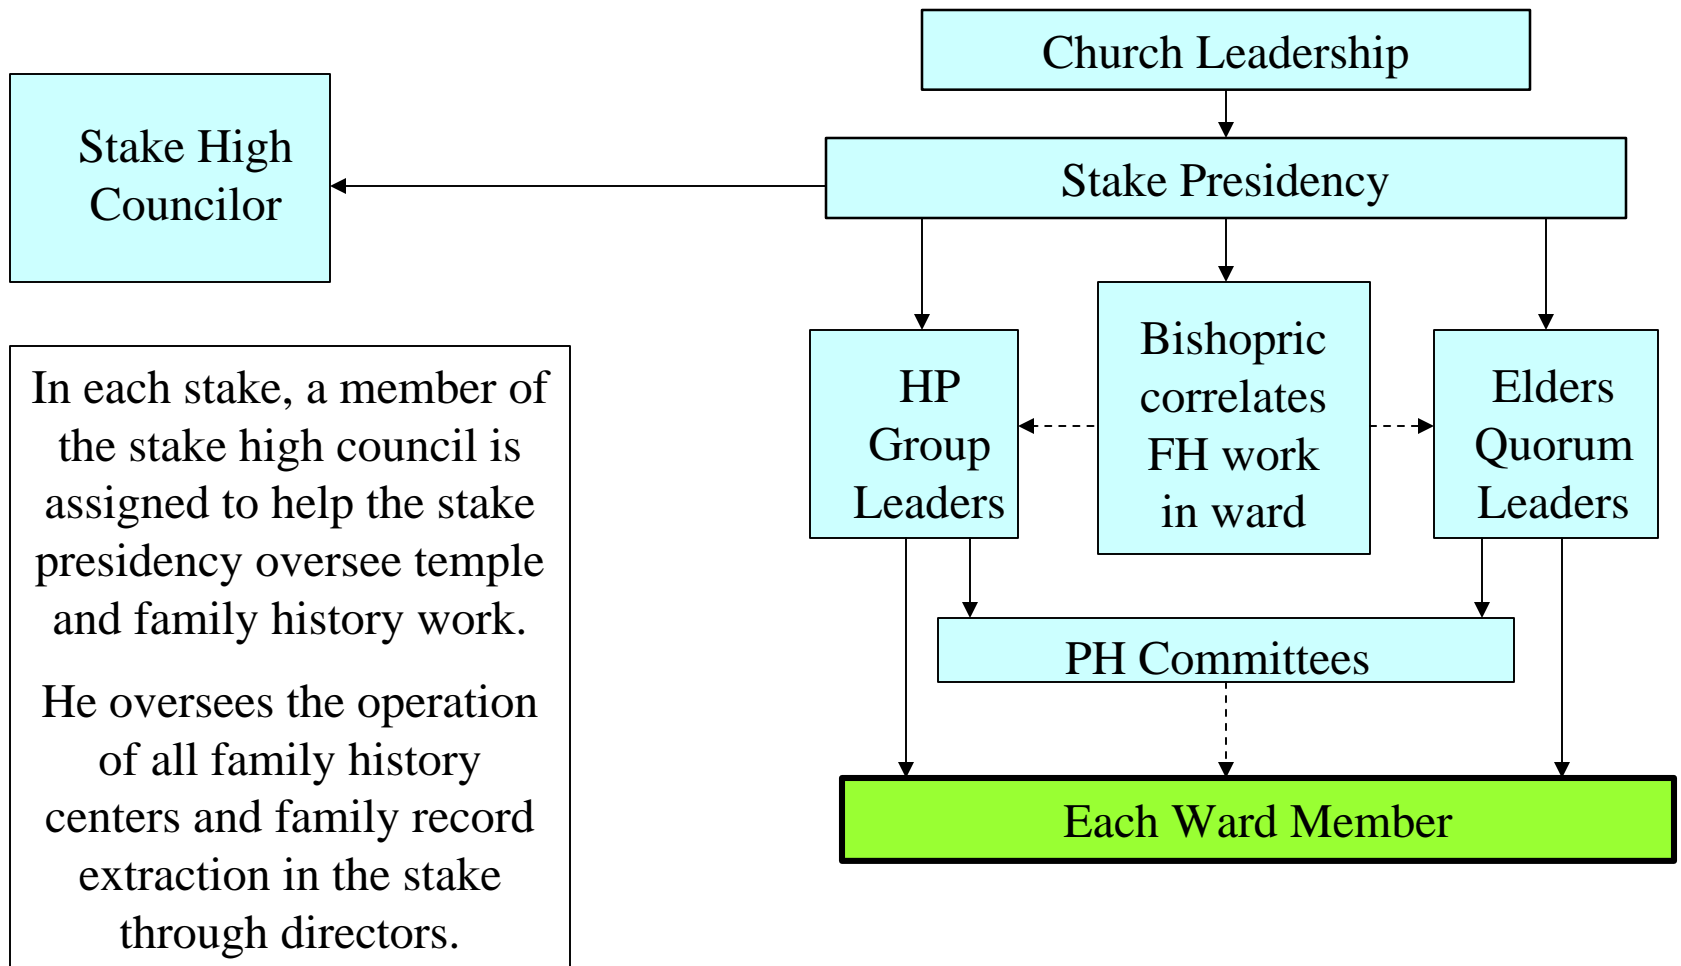 Church Leadership
Stake High
Councilor
Stake Presidency
HP
Group
Leaders
Bishopric
correlates
FH work
in ward
Elders
Quorum
Leaders
PH Committees
Each Ward Member
In each stake, a member of
the stake high council is
assigned to help the stake
presidency oversee temple
and family history work.
He oversees the operation
of all family history
centers and family record
extraction in the stake
through directors.